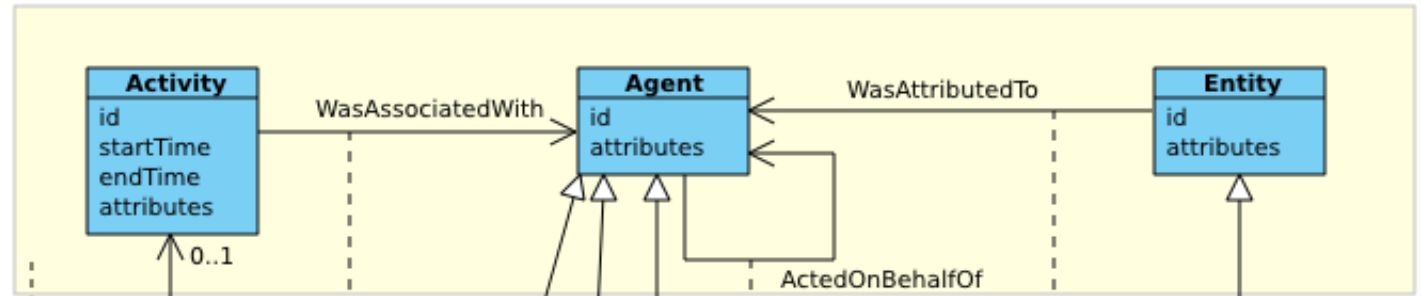 Activity
id
startTime
endTime
attributes
0..1
WasAssociatedWith
Agent
id
attributes
ActedOnBehalfOf
WasAttributedTo
Entity
id
attributes